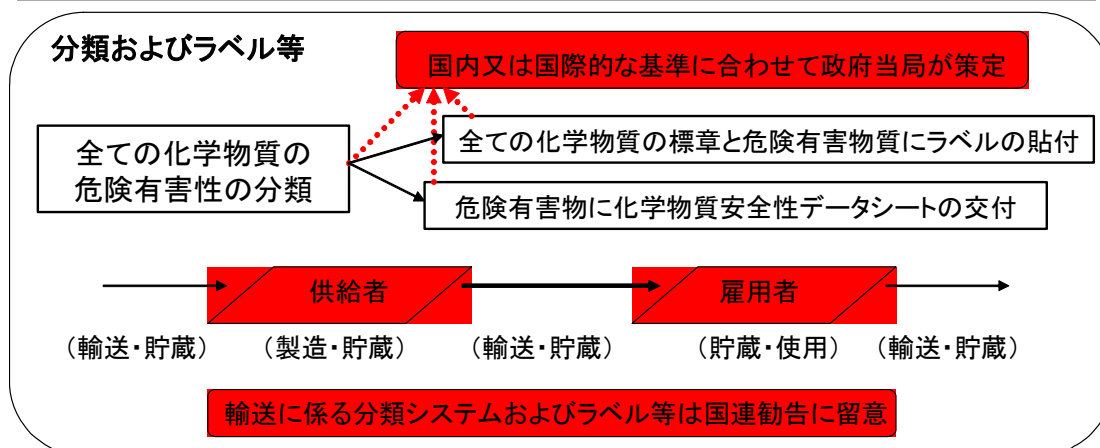 分類およびラベル等
国内又は国際的な基準に合わせて政府当局が策定
全ての化学物質の
危険有害性の分類
全ての化学物質の標章と危険有害物質にラベルの貼付
危険有害物に化学物質安全性データシートの交付
供給者
雇用者
（輸送・貯蔵）
（製造・貯蔵）
（輸送・貯蔵）
（貯蔵・使用）
（輸送・貯蔵）
輸送に係る分類システムおよびラベル等は国連勧告に留意